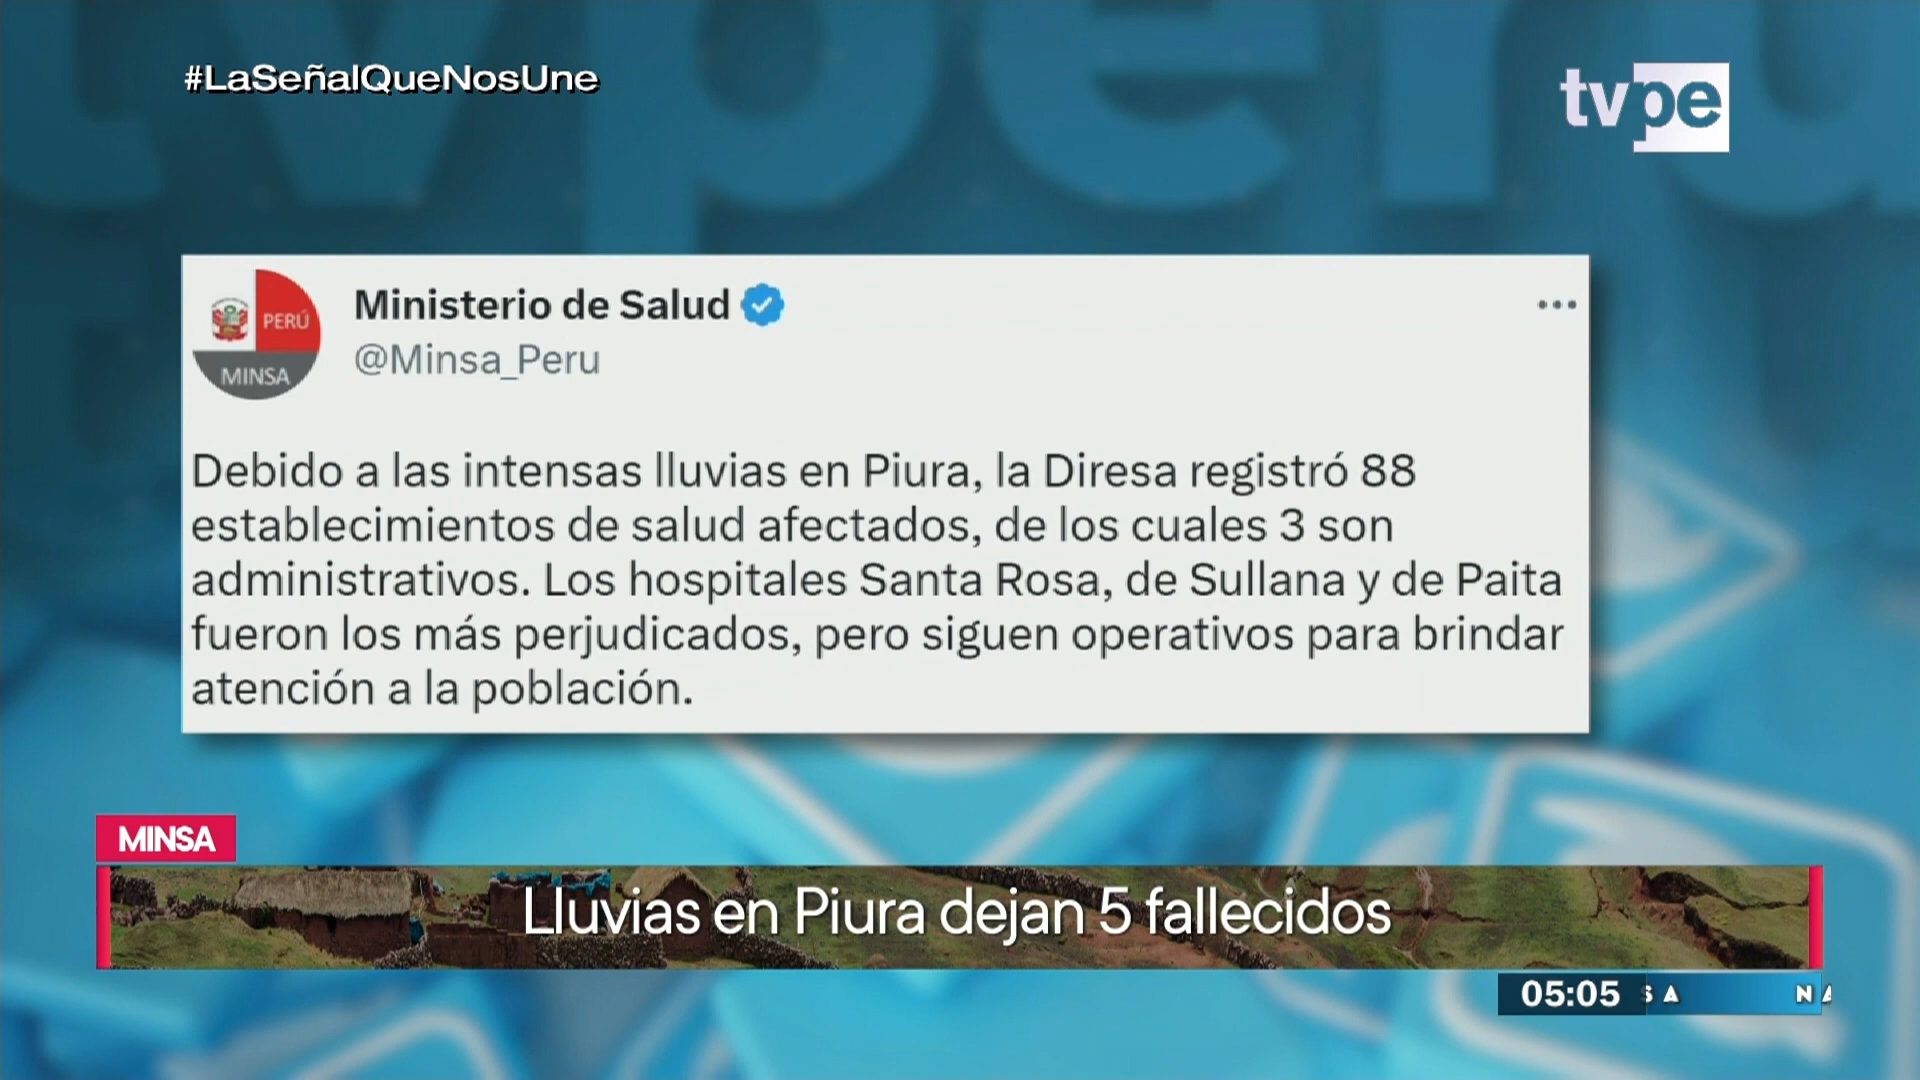 #LaSeñalQueNosUne
tvpe
PERÚ
MINSA
Ministerio de Salud
@Minsa_Peru
Debido a las intensas lluvias en Piura, la Diresa registró 88
establecimientos de salud afectados, de los cuales 3 son
administrativos. Los hospitales Santa Rosa, de Sullana y de Paita
fueron los más perjudicados, pero siguen operativos para brindar
atención a la población.
MINSA
Lluvias en Piura dejan 5 fallecidos
05:05